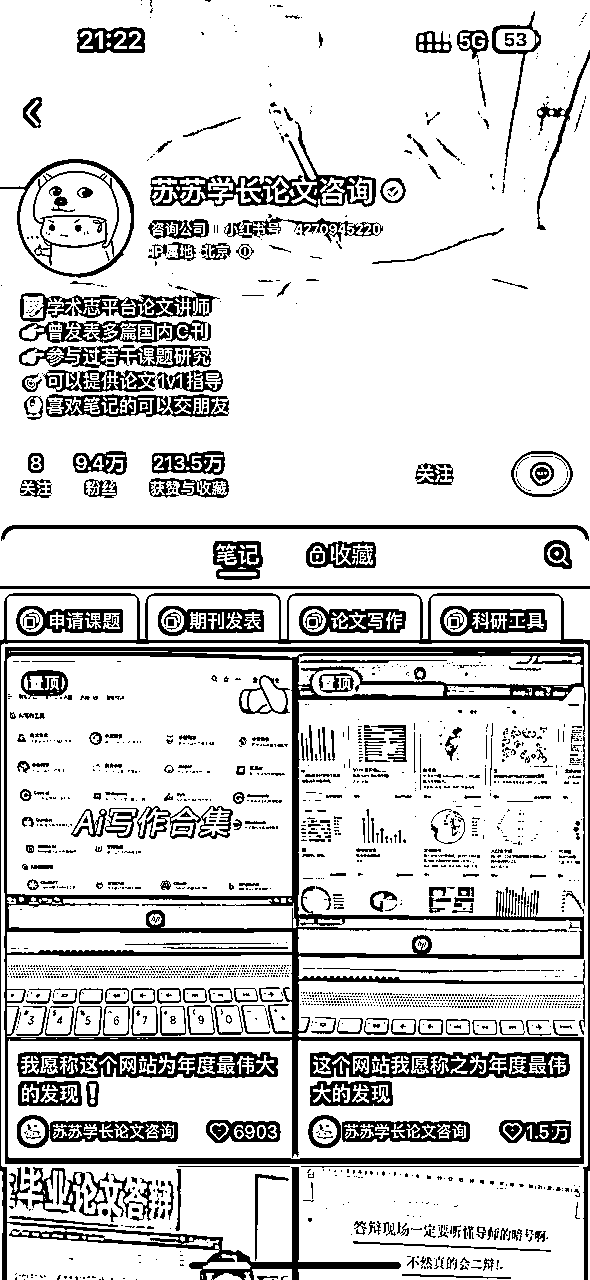 21:22
5G 53
苏苏学长论文咨询
咨询公司 小红书号 4270945220
IP属地 北京
学术志平台论文讲师
曾发表多篇国内C刊
参与过若干课题研究
可以提供论文1v1指导
喜欢笔记的可以交朋友
8 9.4万 213.5万
关注 粉丝 获赞与收藏 关注
笔记 收藏
申请课题 期刊发表 论文写作 科研工具
置顶 置顶
Ai写作合集
我愿称这个网站为年度最伟大的发现❗
苏苏学长论文咨询 6903
这个网站我愿称之为年度最伟大的发现
苏苏学长论文咨询 1.5万
毕业论文答辩
答辩现场一定要听懂导师的暗号啊,
不然真的会二辩!